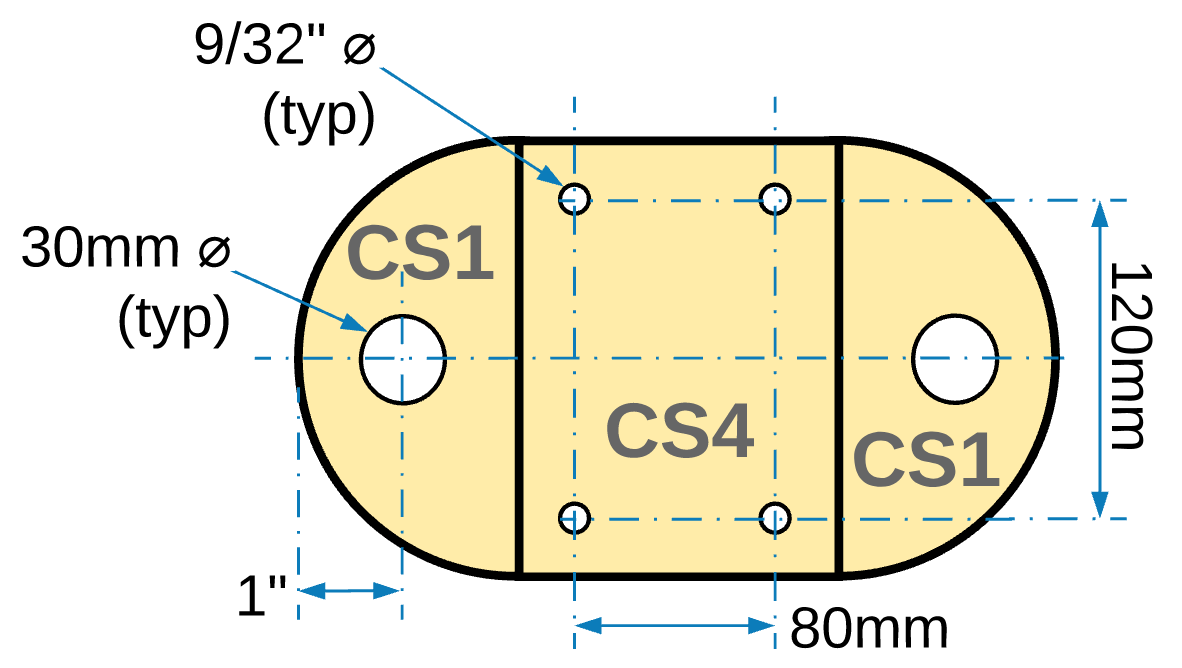 9/32" ⌀
(typ)
30mm ⌀
(typ)
CS1
120mm
CS4
CS1
1"
80mm